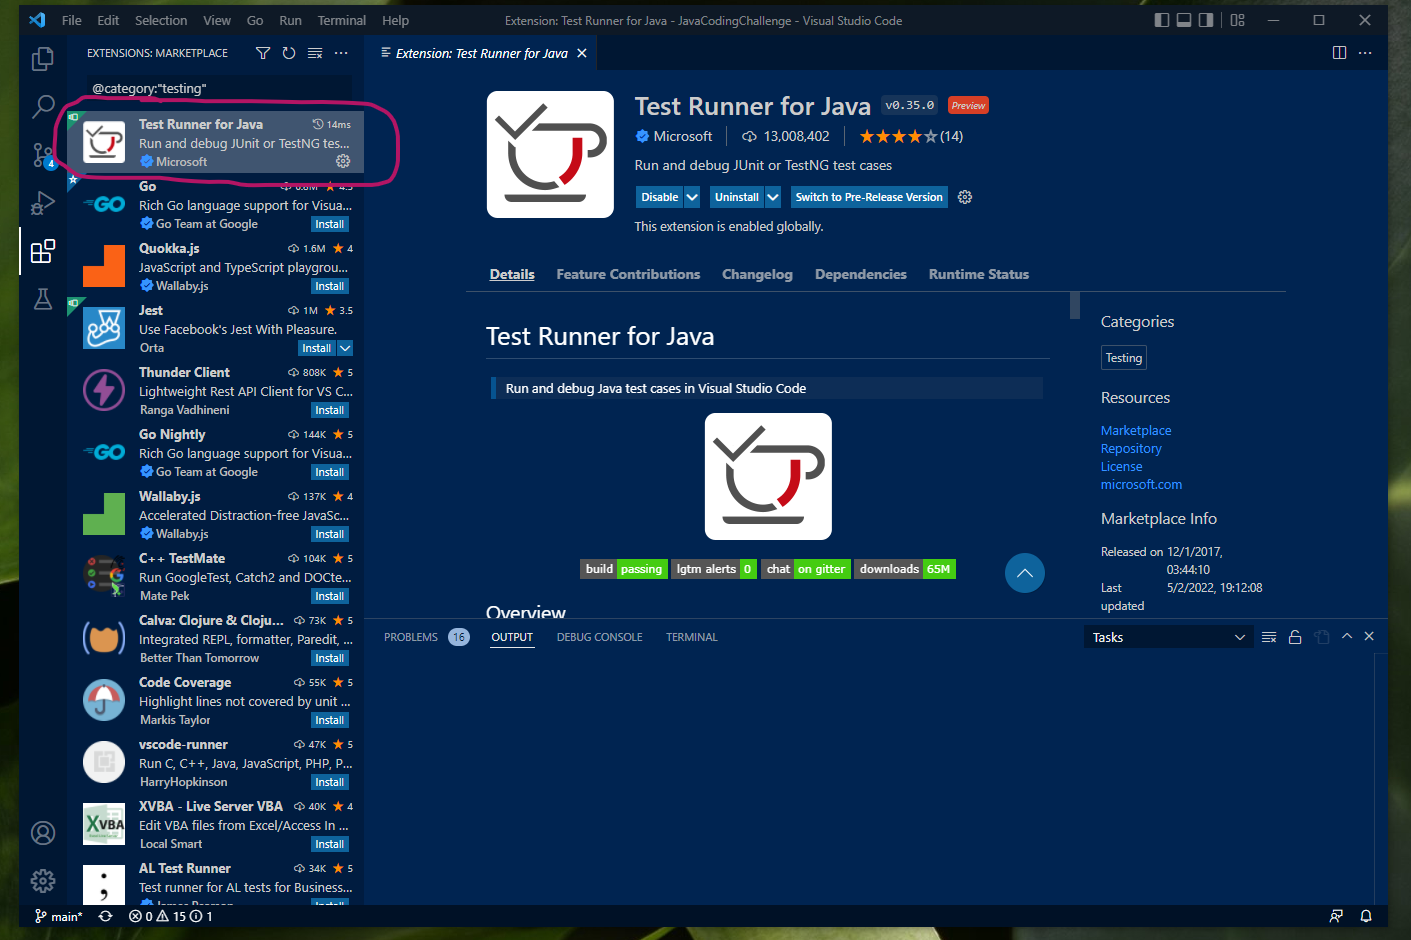 File Edit Selection View Go Run Terminal Help
Extension: Test Runner for Java - JavaCodingChallenge - Visual Studio Code
EXTENSIONS: MARKETPLACE
@category:"testing"
Test Runner for Java 14ms
Run and debug JUnit or TestNG tes...
Microsoft
Go 6.8M 4.5
Rich Go language support for Visua...
Go Team at Google Install
Quokka.js 1.6M 4
JavaScript and TypeScript playgrou...
Wallaby.js Install
Jest 1M 3.5
Use Facebook's Jest With Pleasure.
Orta Install
Thunder Client 808K 5
Lightweight Rest API Client for VS C...
Ranga Vadhineni Install
Go Nightly 144K 5
Rich Go language support for Visua...
Go Team at Google Install
Wallaby.js 137K 4
Accelerated Distraction-free JavaSc...
Wallaby.js Install
C++ TestMate 104K 5
Run GoogleTest, Catch2 and DOCte...
Mate Pek Install
Calva: Clojure & Cloju... 73K 5
Integrated REPL, formatter, Paredit, ...
Better Than Tomorrow Install
Code Coverage 55K 5
Highlight lines not covered by unit ...
Markis Taylor Install
vscode-runner 47K 5
Run C, C++, Java, JavaScript, PHP, P...
HarryHopkinson Install
XVBA - Live Server VBA 40K 4
Edit VBA files from Excel/Access In ...
Local Smart Install
AL Test Runner 34K 5
Test runner for AL tests for Business...
Install
GO
GO
XVBA
4
Extension: Test Runner for Java
Test Runner for Java v0.35.0 Preview
Microsoft 13,008,402 (14)
Run and debug JUnit or TestNG test cases
Disable Uninstall Switch to Pre-Release Version
This extension is enabled globally.
Details Feature Contributions Changelog Dependencies Runtime Status
Test Runner for Java
Run and debug Java test cases in Visual Studio Code
build passing lgtm alerts 0 chat on gitter downloads 65M
Overview
Categories
Testing
Resources
Marketplace
Repository
License
microsoft.com
Marketplace Info
Released on 12/1/2017,
03:44:10
Last 5/2/2022, 19:12:08
updated
PROBLEMS 16 OUTPUT DEBUG CONSOLE TERMINAL
Tasks
main* 0 15 1